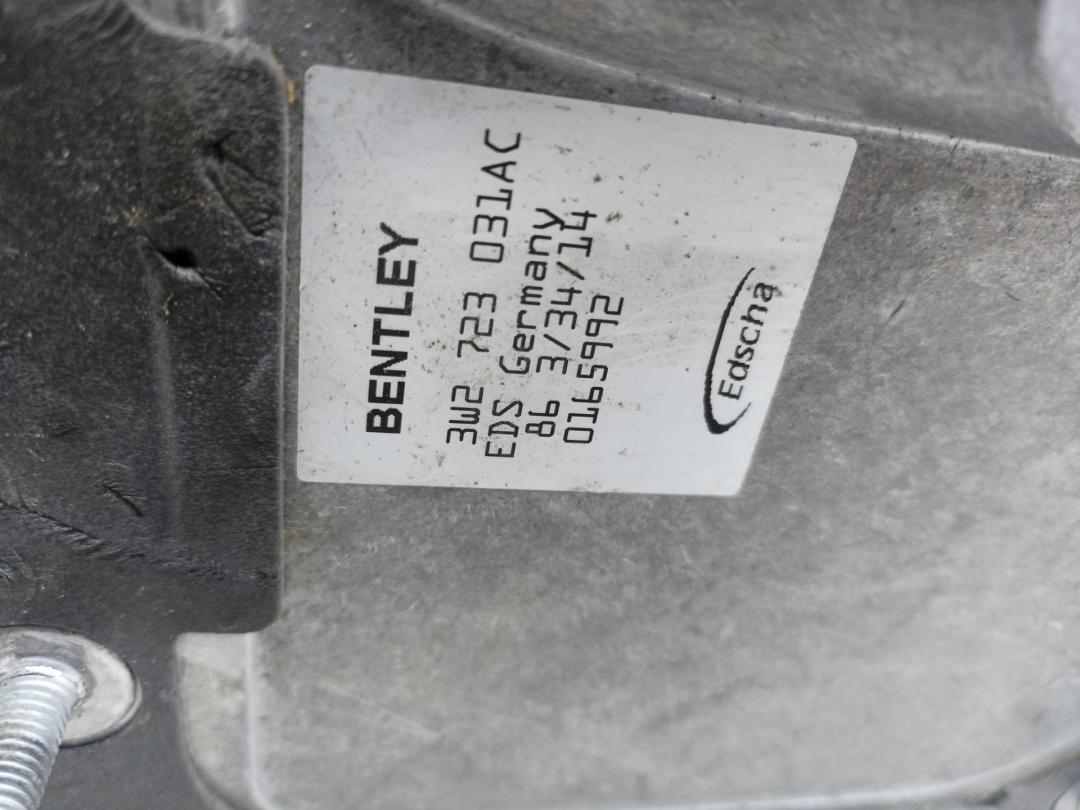 BENTLEY
3W2 723 031AC
EDS Germany
86 3/34/14
0165992
Edscha